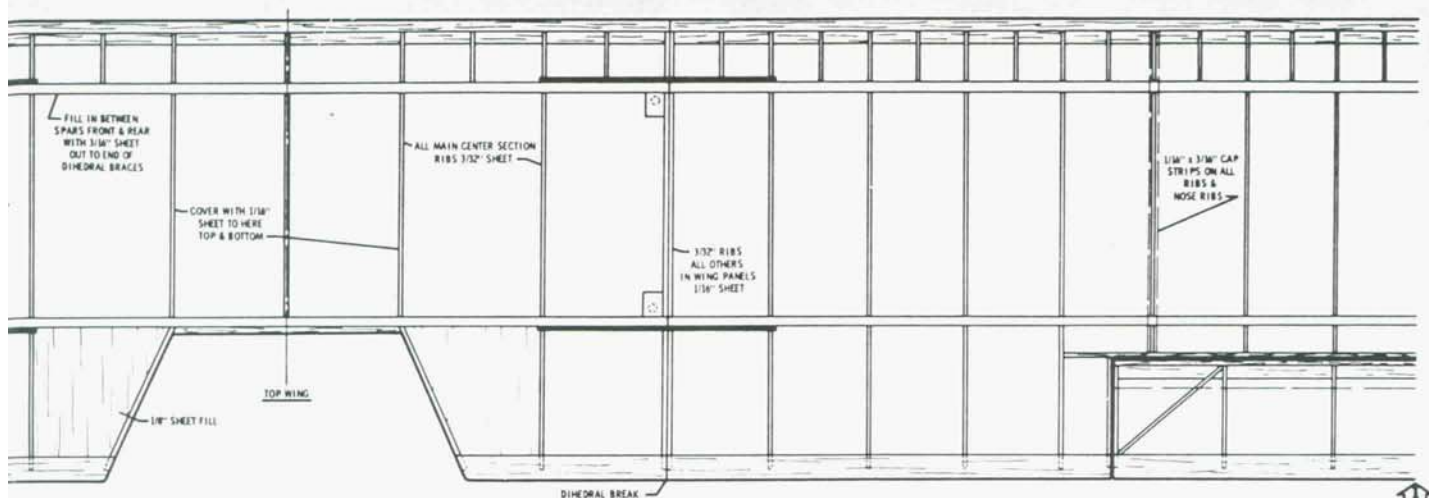 FILL IN BETWEEN
SPARS FRONT & REAR
WITH 3/16" SHEET
OUT TO END OF
DIHEDRAL BRACES
ALL MAIN CENTER SECTION
RIBS 3/32" SHEET
COVER WITH 1/16"
SHEET TO HERE
TOP & BOTTOM
3/32" RIBS
ALL OTHERS
IN WING PANELS
1/16" SHEET
1/16" x 3/16" CAP
STRIPS ON ALL
RIBS &
NOSE RIBS
TOP WING
1/8" SHEET FILL
DIHEDRAL BREAK
1